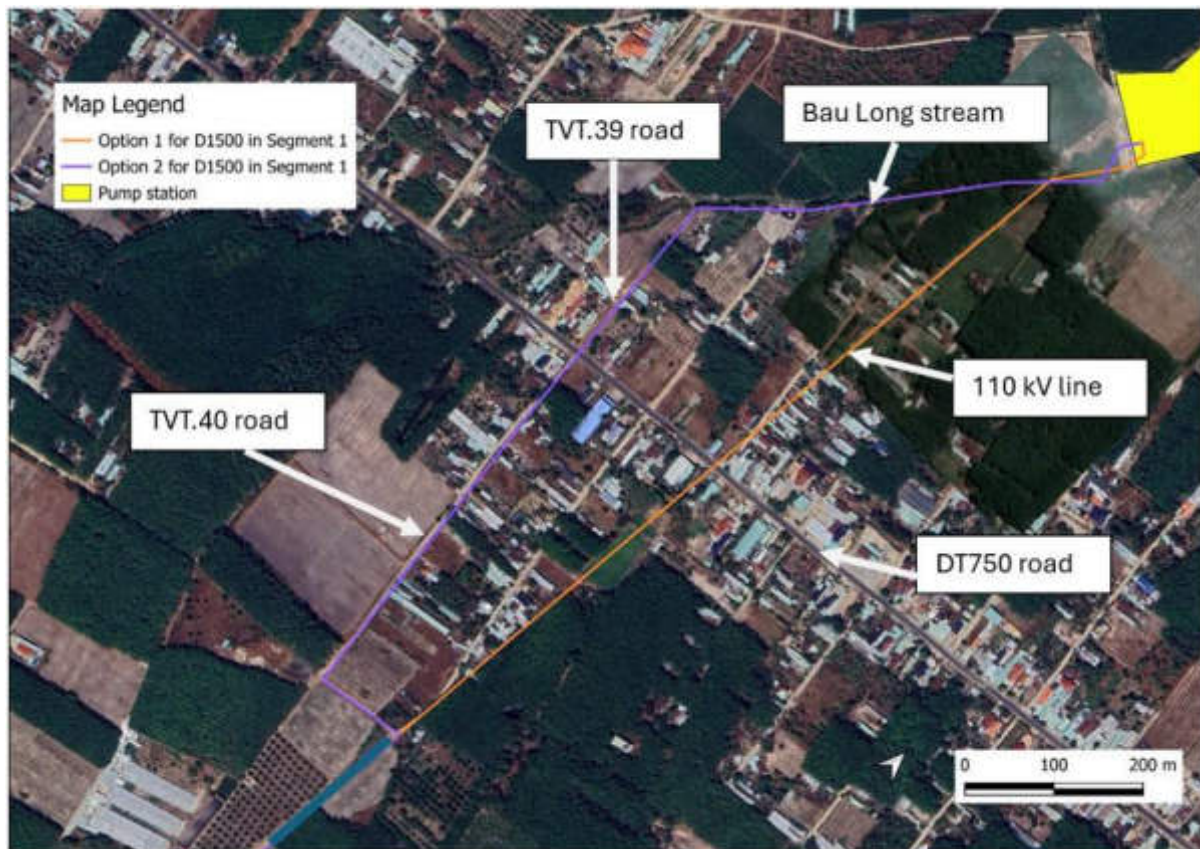 Map Legend
Option 1 for D1500 in Segment 1
Option 2 for D1500 in Segment 1
Pump station
TVT.39 road
Bau Long stream
110 kV line
TVT.40 road
DT750 road
0 100 200 m